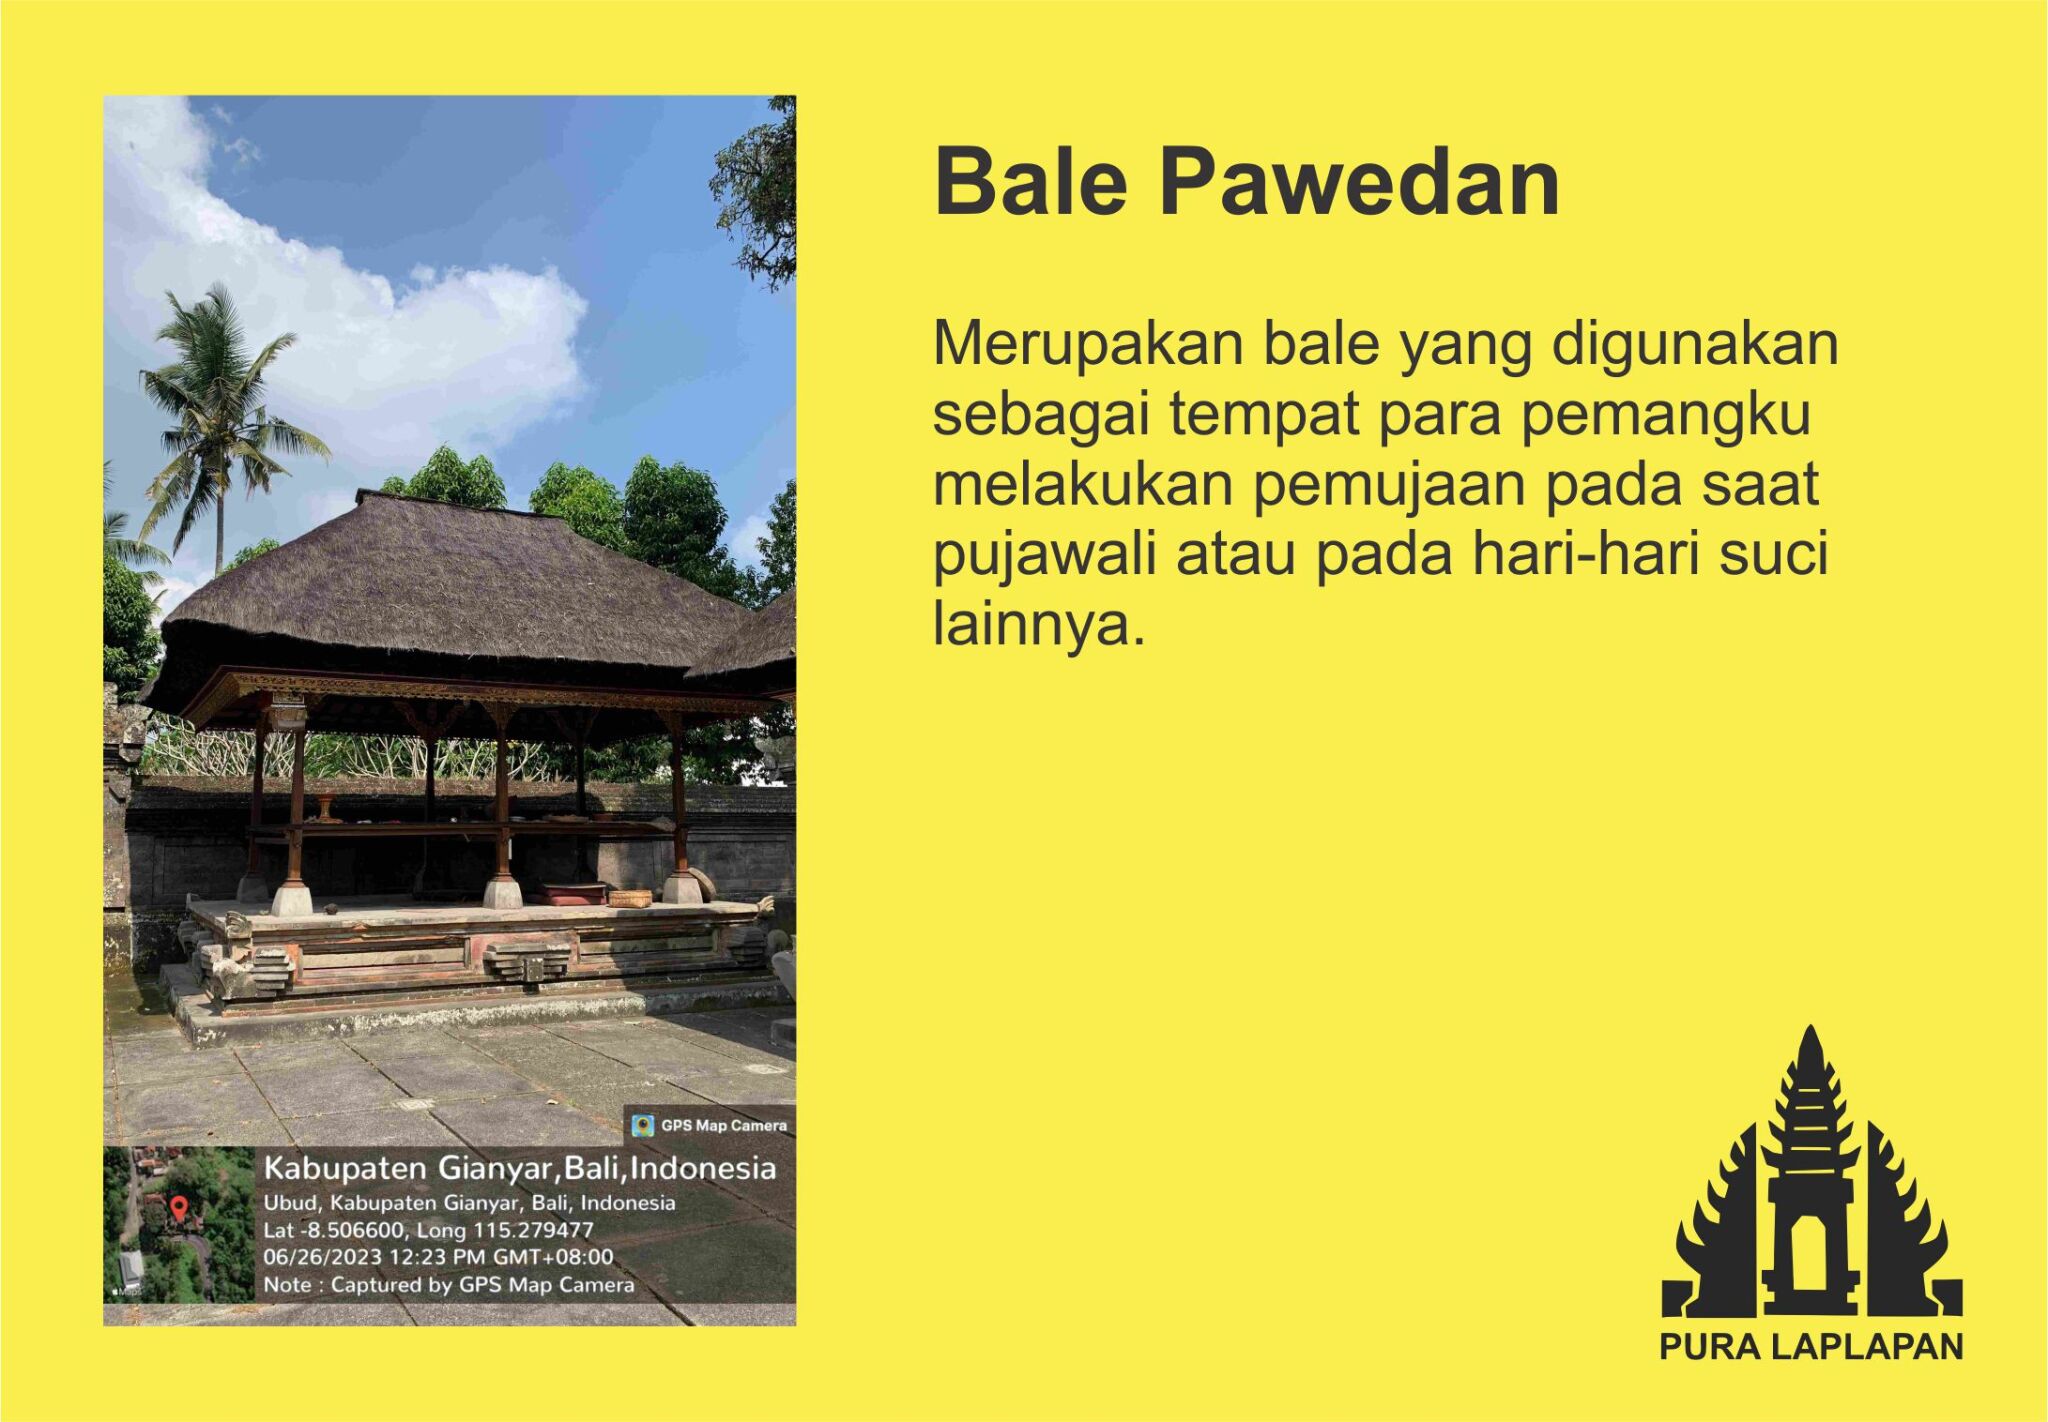 Bale Pawedan
Merupakan bale yang digunakan
sebagai tempat para pemangku
melakukan pemujaan pada saat
pujawali atau pada hari-hari suci
lainnya.
GPS Map Camera
Kabupaten Gianyar,Bali,Indonesia
Ubud, Kabupaten Gianyar, Bali, Indonesia
Lat -8.506600, Long 115.279477
06/26/2023 12:23 PM GMT+08:00
Note : Captured by GPS Map Camera
Maps
PURA LAPLAPAN